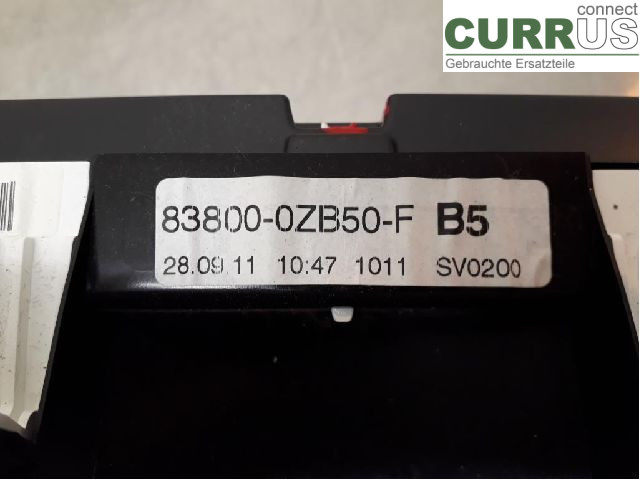 connect
CURRUS
Gebrauchte Ersatzteile
83800-0ZB50-F B5
28.09.11 10:47 1011 SV0200